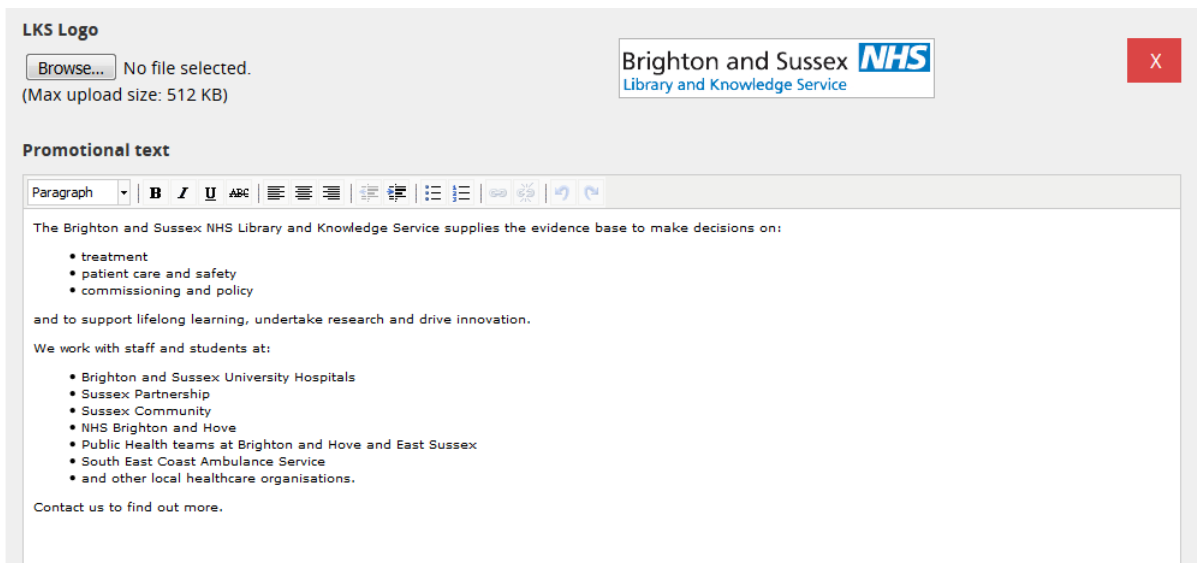 LKS Logo
Browse... No file selected.
(Max upload size: 512 KB)
Brighton and Sussex NHS
Library and Knowledge Service
X
Promotional text
Paragraph B I U ABC
The Brighton and Sussex NHS Library and Knowledge Service supplies the evidence base to make decisions on:
• treatment
• patient care and safety
• commissioning and policy
and to support lifelong learning, undertake research and drive innovation.
We work with staff and students at:
• Brighton and Sussex University Hospitals
• Sussex Partnership
• Sussex Community
• NHS Brighton and Hove
• Public Health teams at Brighton and Hove and East Sussex
• South East Coast Ambulance Service
• and other local healthcare organisations.
Contact us to find out more.